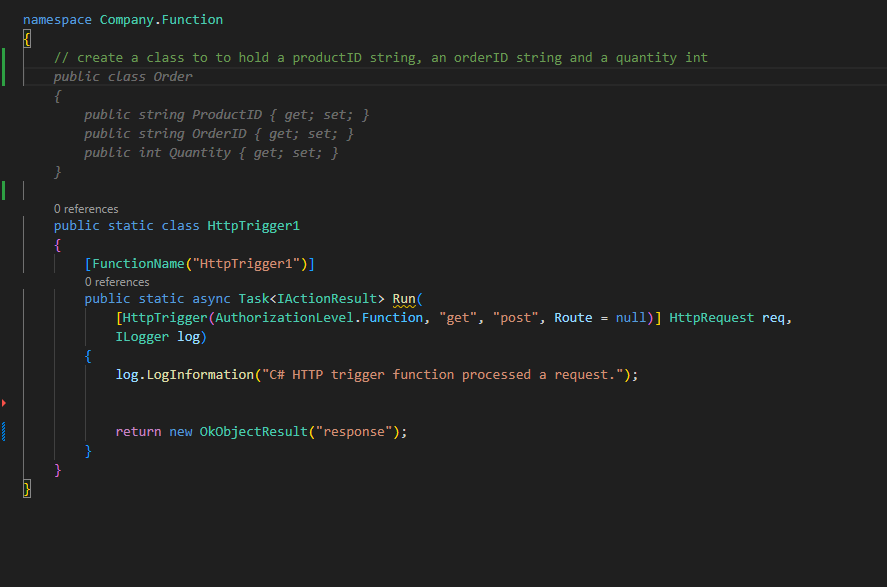 namespace Company.Function
{
// create a class to to hold a productID string, an orderID string and a quantity int
public class Order
{
public string ProductID { get; set; }
public string OrderID { get; set; }
public int Quantity { get; set; }
}
0 references
public static class HttpTrigger1
{
[FunctionName("HttpTrigger1")]
0 references
public static async Task<IActionResult> Run(
[HttpTrigger(AuthorizationLevel.Function, "get", "post", Route = null)] HttpRequest req,
ILogger log)
{
log.LogInformation("C# HTTP trigger function processed a request.");
return new OkObjectResult("response");
}
}
}